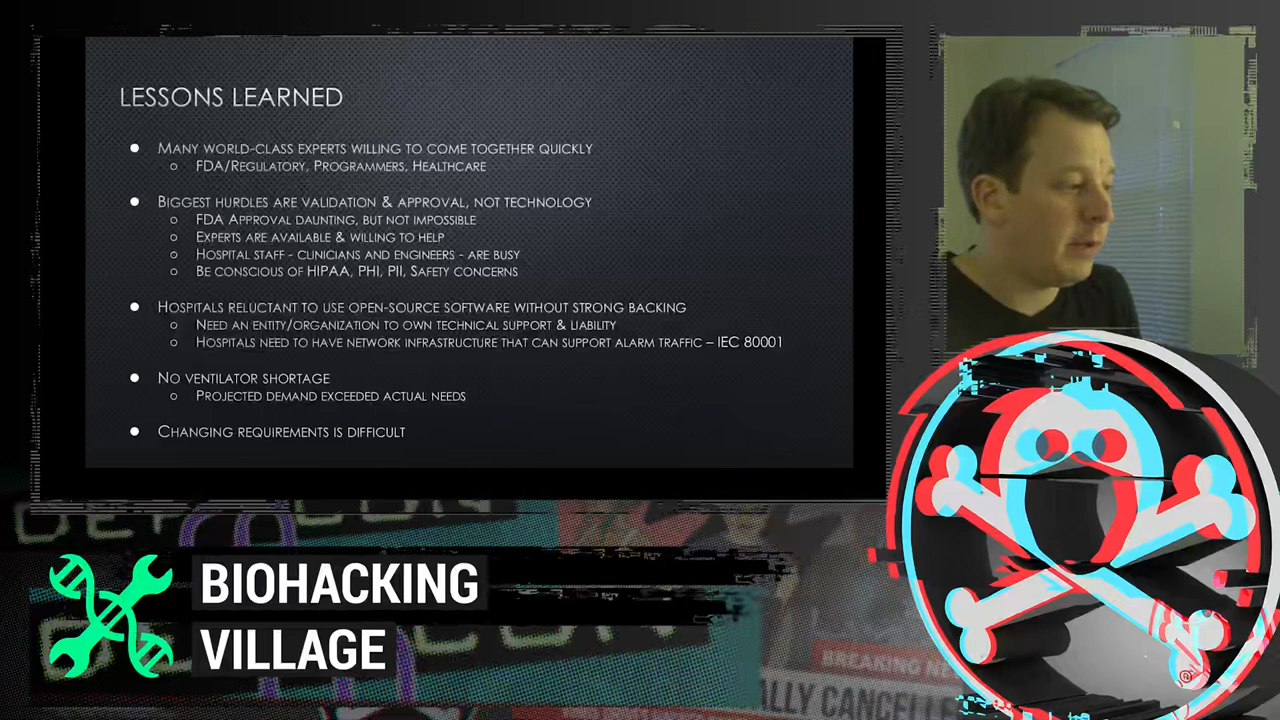 LESSONS LEARNED
MANY WORLD-CLASS EXPERTS WILLING TO COME TOGETHER QUICKLY
FDA/REGULATORY, PROGRAMMERS, HEALTHCARE
BIGGEST HURDLES ARE VALIDATION & APPROVAL, NOT TECHNOLOGY
FDA APPROVAL DAUNTING, BUT NOT IMPOSSIBLE
EXPERTS ARE AVAILABLE & WILLING TO HELP
HOSPITAL STAFF - CLINICIANS AND ENGINEERS - ARE BUSY
BE CONSCIOUS OF HIPAA, PHI, PII, SAFETY CONCERNS
HOSPITALS RELUCTANT TO USE OPEN-SOURCE SOFTWARE WITHOUT STRONG BACKING
NEED ENTITY/ORGANIZATION TO OWN TECHNICAL SUPPORT & LIABILITY
HOSPITALS NEED TO HAVE NETWORK INFRASTRUCTURE THAT CAN SUPPORT ALARM TRAFFIC – IEC 80001
NO VENTILATOR SHORTAGE
PROJECTED DEMAND EXCEEDED ACTUAL
CHANGING REQUIREMENTS IS DIFFICULT
BIOHACKING
VILLAGE
BREAKING
CANCELLE
®